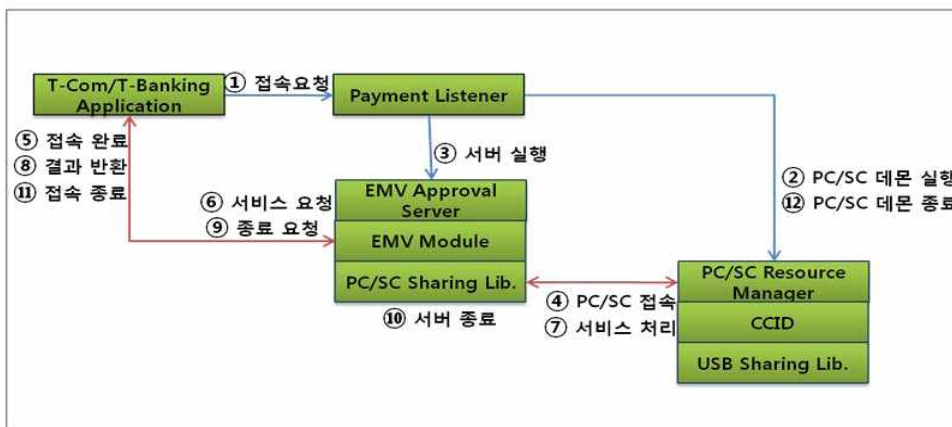 T-Com/T-Banking
Application
① 접속요청
Payment Listener
⑤ 접속 완료
⑧ 결과 반환
⑪ 접속 종료
③ 서버 실행
② PC/SC 데몬 실행
⑫ PC/SC 데몬 종료
⑥ 서비스 요청
⑨ 종료 요청
EMV Approval
Server
EMV Module
PC/SC Sharing Lib.
⑩ 서버 종료
④ PC/SC 접속
⑦ 서비스 처리
PC/SC Resource
Manager
CCID
USB Sharing Lib.